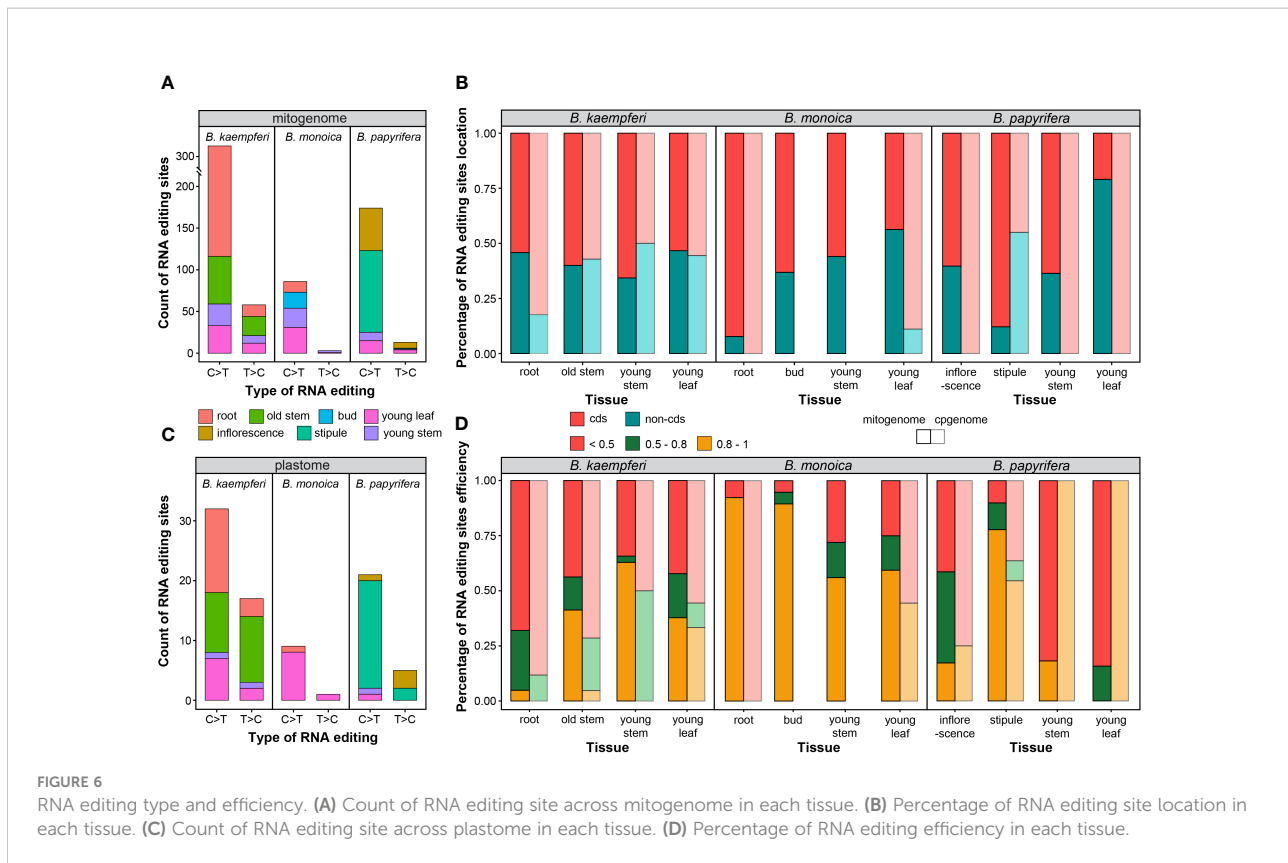 A
mitogenome
B. kaempferi B. monoica B. papyrifera
Count of RNA editing sites
300
200
150
100
50
0
C>T T>C C>T T>C C>T T>C
Type of RNA editing
B
B. kaempferi B. monoica B. papyrifera
Percentage of RNA editing sites location
1.00
0.75
0.50
0.25
0.00
root old stem young stem young leaf root bud young stem young leaf inflore -scence stipule young stem young leaf
Tissue Tissue Tissue
root old stem bud young leaf
inflorescence stipule young stem
cds non-cds
< 0.5 0.5 - 0.8 0.8 - 1
mitogenome cpgenome
C
plastome
B. kaempferi B. monoica B. papyrifera
Count of RNA editing sites
30
20
10
0
C>T T>C C>T T>C C>T T>C
Type of RNA editing
D
B. kaempferi B. monoica B. papyrifera
Percentage of RNA editing sites efficiency
1.00
0.75
0.50
0.25
0.00
root old stem young stem young leaf root bud young stem young leaf inflore -scence stipule young stem young leaf
Tissue Tissue Tissue
FIGURE 6
RNA editing type and efficiency. (A) Count of RNA editing site across mitogenome in each tissue. (B) Percentage of RNA editing site location in
each tissue. (C) Count of RNA editing site across plastome in each tissue. (D) Percentage of RNA editing efficiency in each tissue.